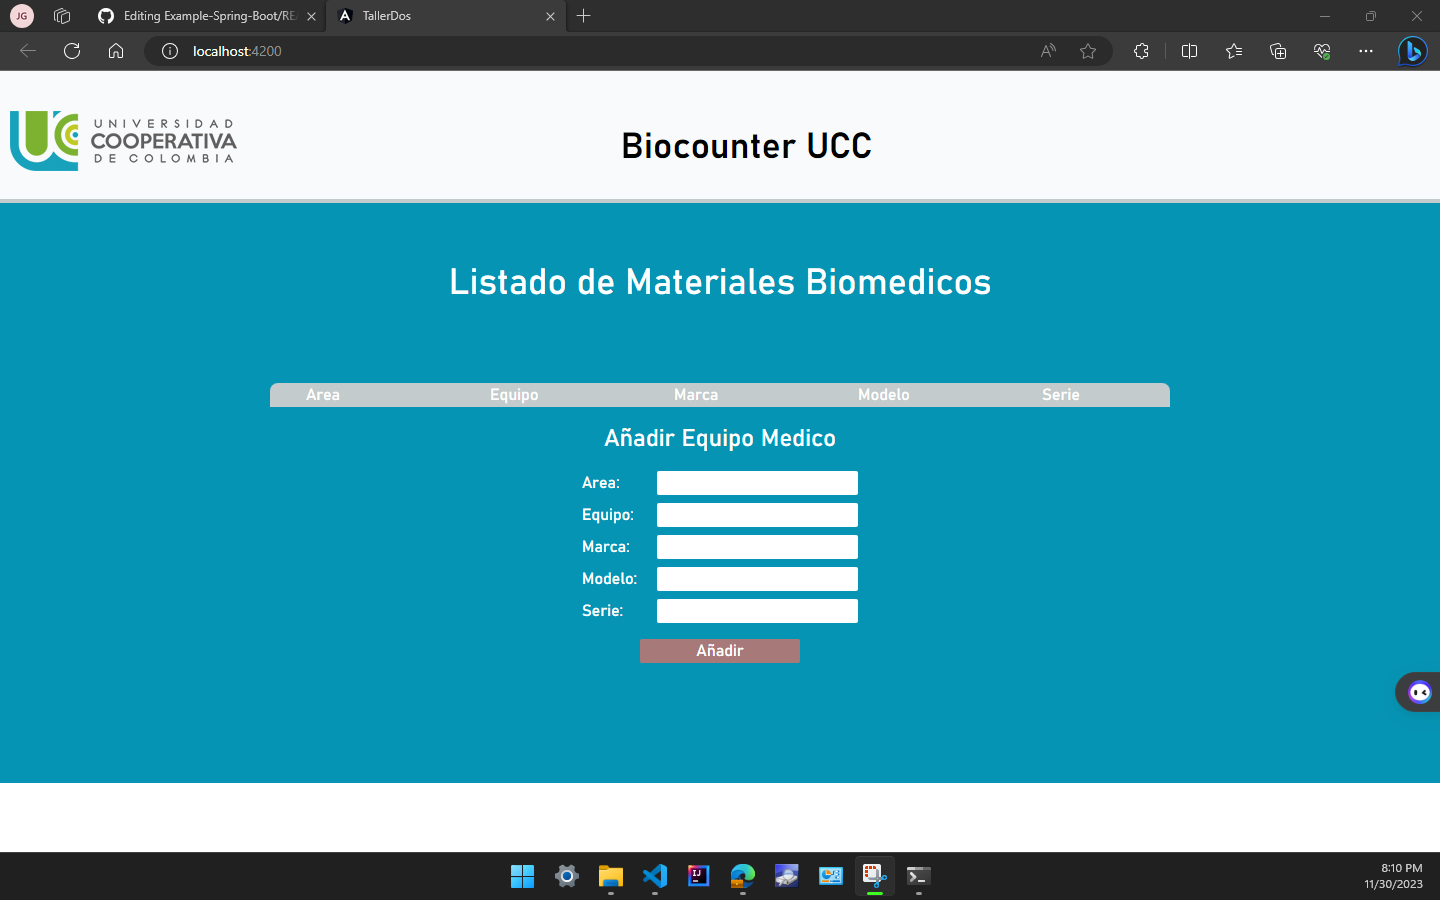 JG
Editing Example-Spring-Boot/RE
TallerDos
localhost:4200
UNIVERSIDAD
COOPERATIVA
DE COLOMBIA
Biocounter UCC
Listado de Materiales Biomedicos
Area Equipo Marca Modelo Serie
Añadir Equipo Medico
Area:
Equipo:
Marca:
Modelo:
Serie:
Añadir
8:10 PM
11/30/2023